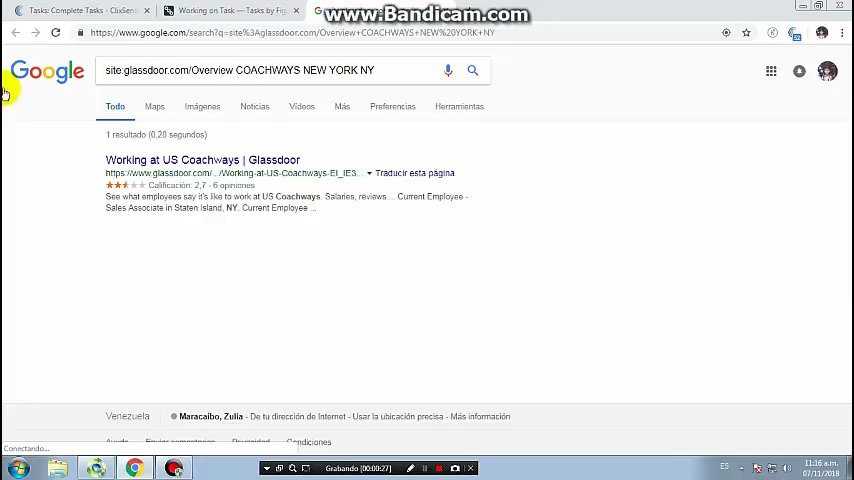 Tasks: Complete Tasks - ClixSen
Working on Task — Tasks by Fig
www.Bandicam.com
https://www.google.com/search?q=site%3Aglassdoor.com/Overview+COACHWAYS+NEW%20YORK+NY
Google
site:glassdoor.com/Overview COACHWAYS NEW YORK NY
Todo Maps Imágenes Noticias Vídeos Más Preferencias Herramientas
1 resultado (0,28 segundos)
Working at US Coachways | Glassdoor
https://www.glassdoor.com/.../Working-at-US-Coachways-EI_IE3... Traducir esta página
Calificación: 2,7 - 6 opiniones
See what employees say it's like to work at US Coachways. Salaries, reviews ... Current Employee -
Sales Associate in Staten Island, NY. Current Employee ...
Venezuela Maracaibo, Zulia - De tu dirección de Internet - Usar la ubicación precisa - Más información
Ayuda Enviar comentarios Privacidad Condiciones
Conectando...
Grabando [00:00:27]
ES
11:16 a.m.
07/11/2018